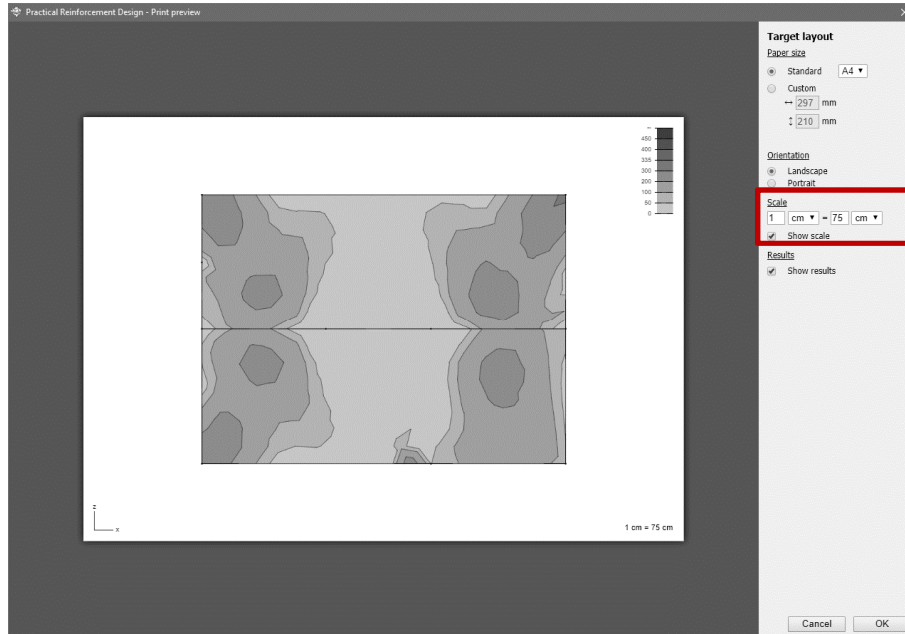 Practical Reinforcement Design - Print preview
Target layout
Paper size
Standard A4
Custom
297 mm
210 mm
Orientation
Landscape
Portrait
Scale
1 cm = 75 cm
Show scale
Results
Show results
450
400
335
300
200
100
50
0
z
x
1 cm = 75 cm
Cancel OK